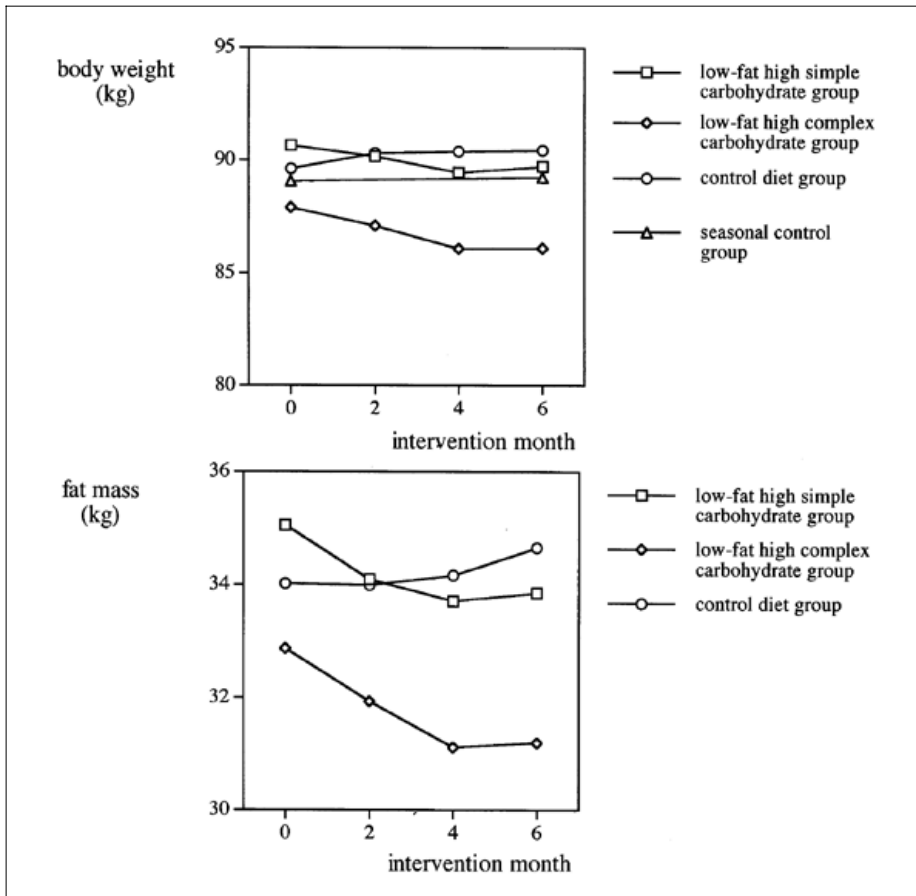 95
body weight
(kg)
low-fat high simple
carbohydrate group
low-fat high complex
carbohydrate group
90
control diet group
seasonal control
group
85
80
0 2 4 6
intervention month
36
fat mass
(kg)
low-fat high simple
carbohydrate group
low-fat high complex
carbohydrate group
34
control diet group
32
30
0 2 4 6
intervention month